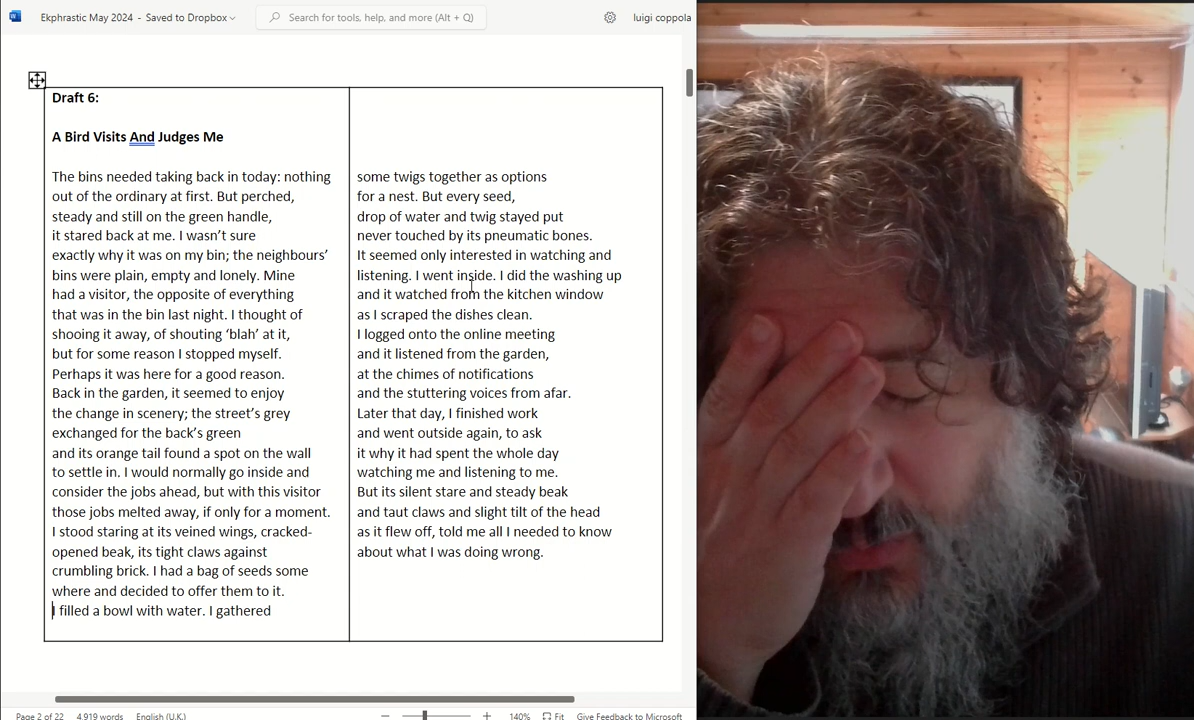 Ekphrastic May 2024 - Saved to Dropbox
Search for tools, help, and more (Alt + Q)
luigi coppola
Draft 6:
A Bird Visits And Judges Me
The bins needed taking back in today: nothing
out of the ordinary at first. But perched,
steady and still on the green handle,
it stared back at me. I wasn’t sure
exactly why it was on my bin; the neighbours’
bins were plain, empty and lonely. Mine
had a visitor, the opposite of everything
that was in the bin last night. I thought of
shooing it away, of shouting ‘blah’ at it,
but for some reason I stopped myself.
Perhaps it was here for a good reason.
Back in the garden, it seemed to enjoy
the change in scenery; the street’s grey
exchanged for the back’s green
and its orange tail found a spot on the wall
to settle in. I would normally go inside and
consider the jobs ahead, but with this visitor
those jobs melted away, if only for a moment.
I stood staring at its veined wings, cracked-
opened beak, its tight claws against
crumbling brick. I had a bag of seeds some
where and decided to offer them to it.
I filled a bowl with water. I gathered
some twigs together as options
for a nest. But every seed,
drop of water and twig stayed put
never touched by its pneumatic bones.
It seemed only interested in watching and
listening. I went inside. I did the washing up
and it watched from the kitchen window
as I scraped the dishes clean.
I logged onto the online meeting
and it listened from the garden,
at the chimes of notifications
and the stuttering voices from afar.
Later that day, I finished work
and went outside again, to ask
it why it had spent the whole day
watching me and listening to me.
But its silent stare and steady beak
and taut claws and slight tilt of the head
as it flew off, told me all I needed to know
about what I was doing wrong.
Page 2 of 22 4,919 words English (U.K.) 140% Fit Give Feedback to Microsoft